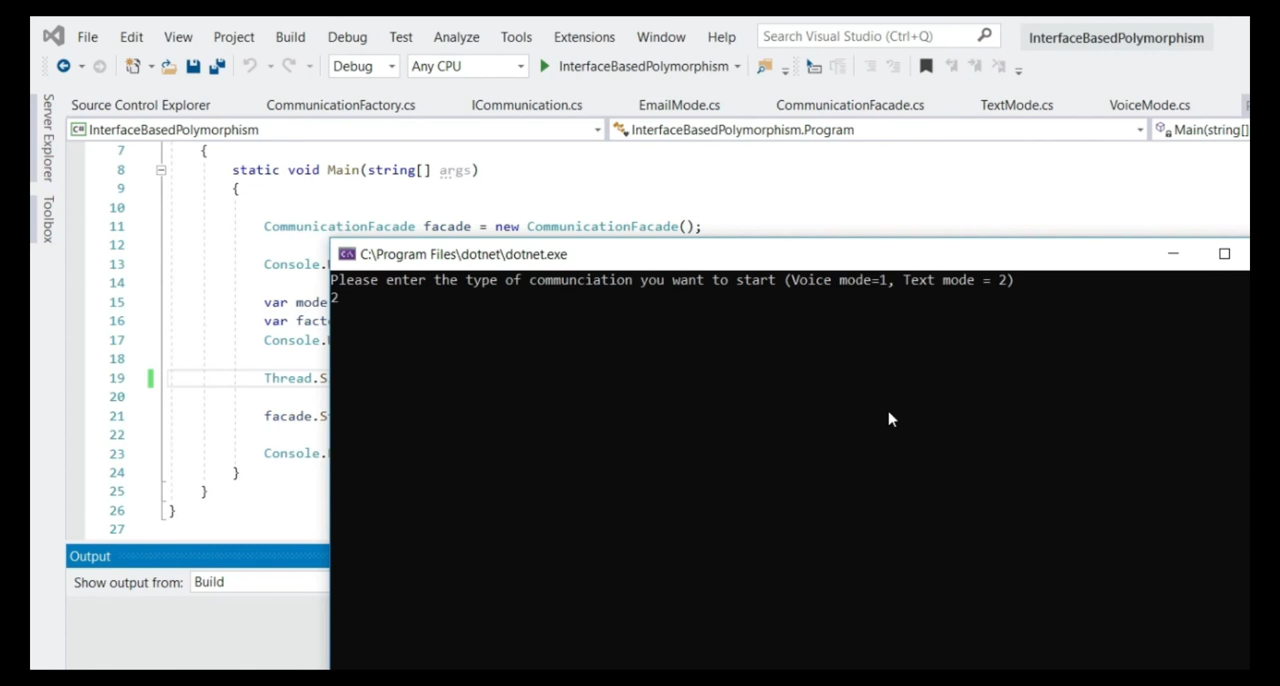 File Edit View Project Build Debug Test Analyze Tools Extensions Window Help Search Visual Studio (Ctrl+Q) InterfaceBasedPolymorphism
Debug Any CPU InterfaceBasedPolymorphism
Server Explorer
Toolbox
Source Control Explorer CommunicationFactory.cs ICommunication.cs EmailMode.cs CommunicationFacade.cs TextMode.cs VoiceMode.cs
C# InterfaceBasedPolymorphism InterfaceBasedPolymorphism.Program Main(string[]
7 {
8 static void Main(string[] args)
9 {
10
11 CommunicationFacade facade = new CommunicationFacade();
12
13 Console.
14
15 var mode
16 var fact
17 Console.
18
19 Thread.S
20
21 facade.S
22
23 Console.
24 }
25 }
26 }
27
C:\Program Files\dotnet\dotnet.exe
Please enter the type of communciation you want to start (Voice mode=1, Text mode = 2)
2
Output
Show output from: Build